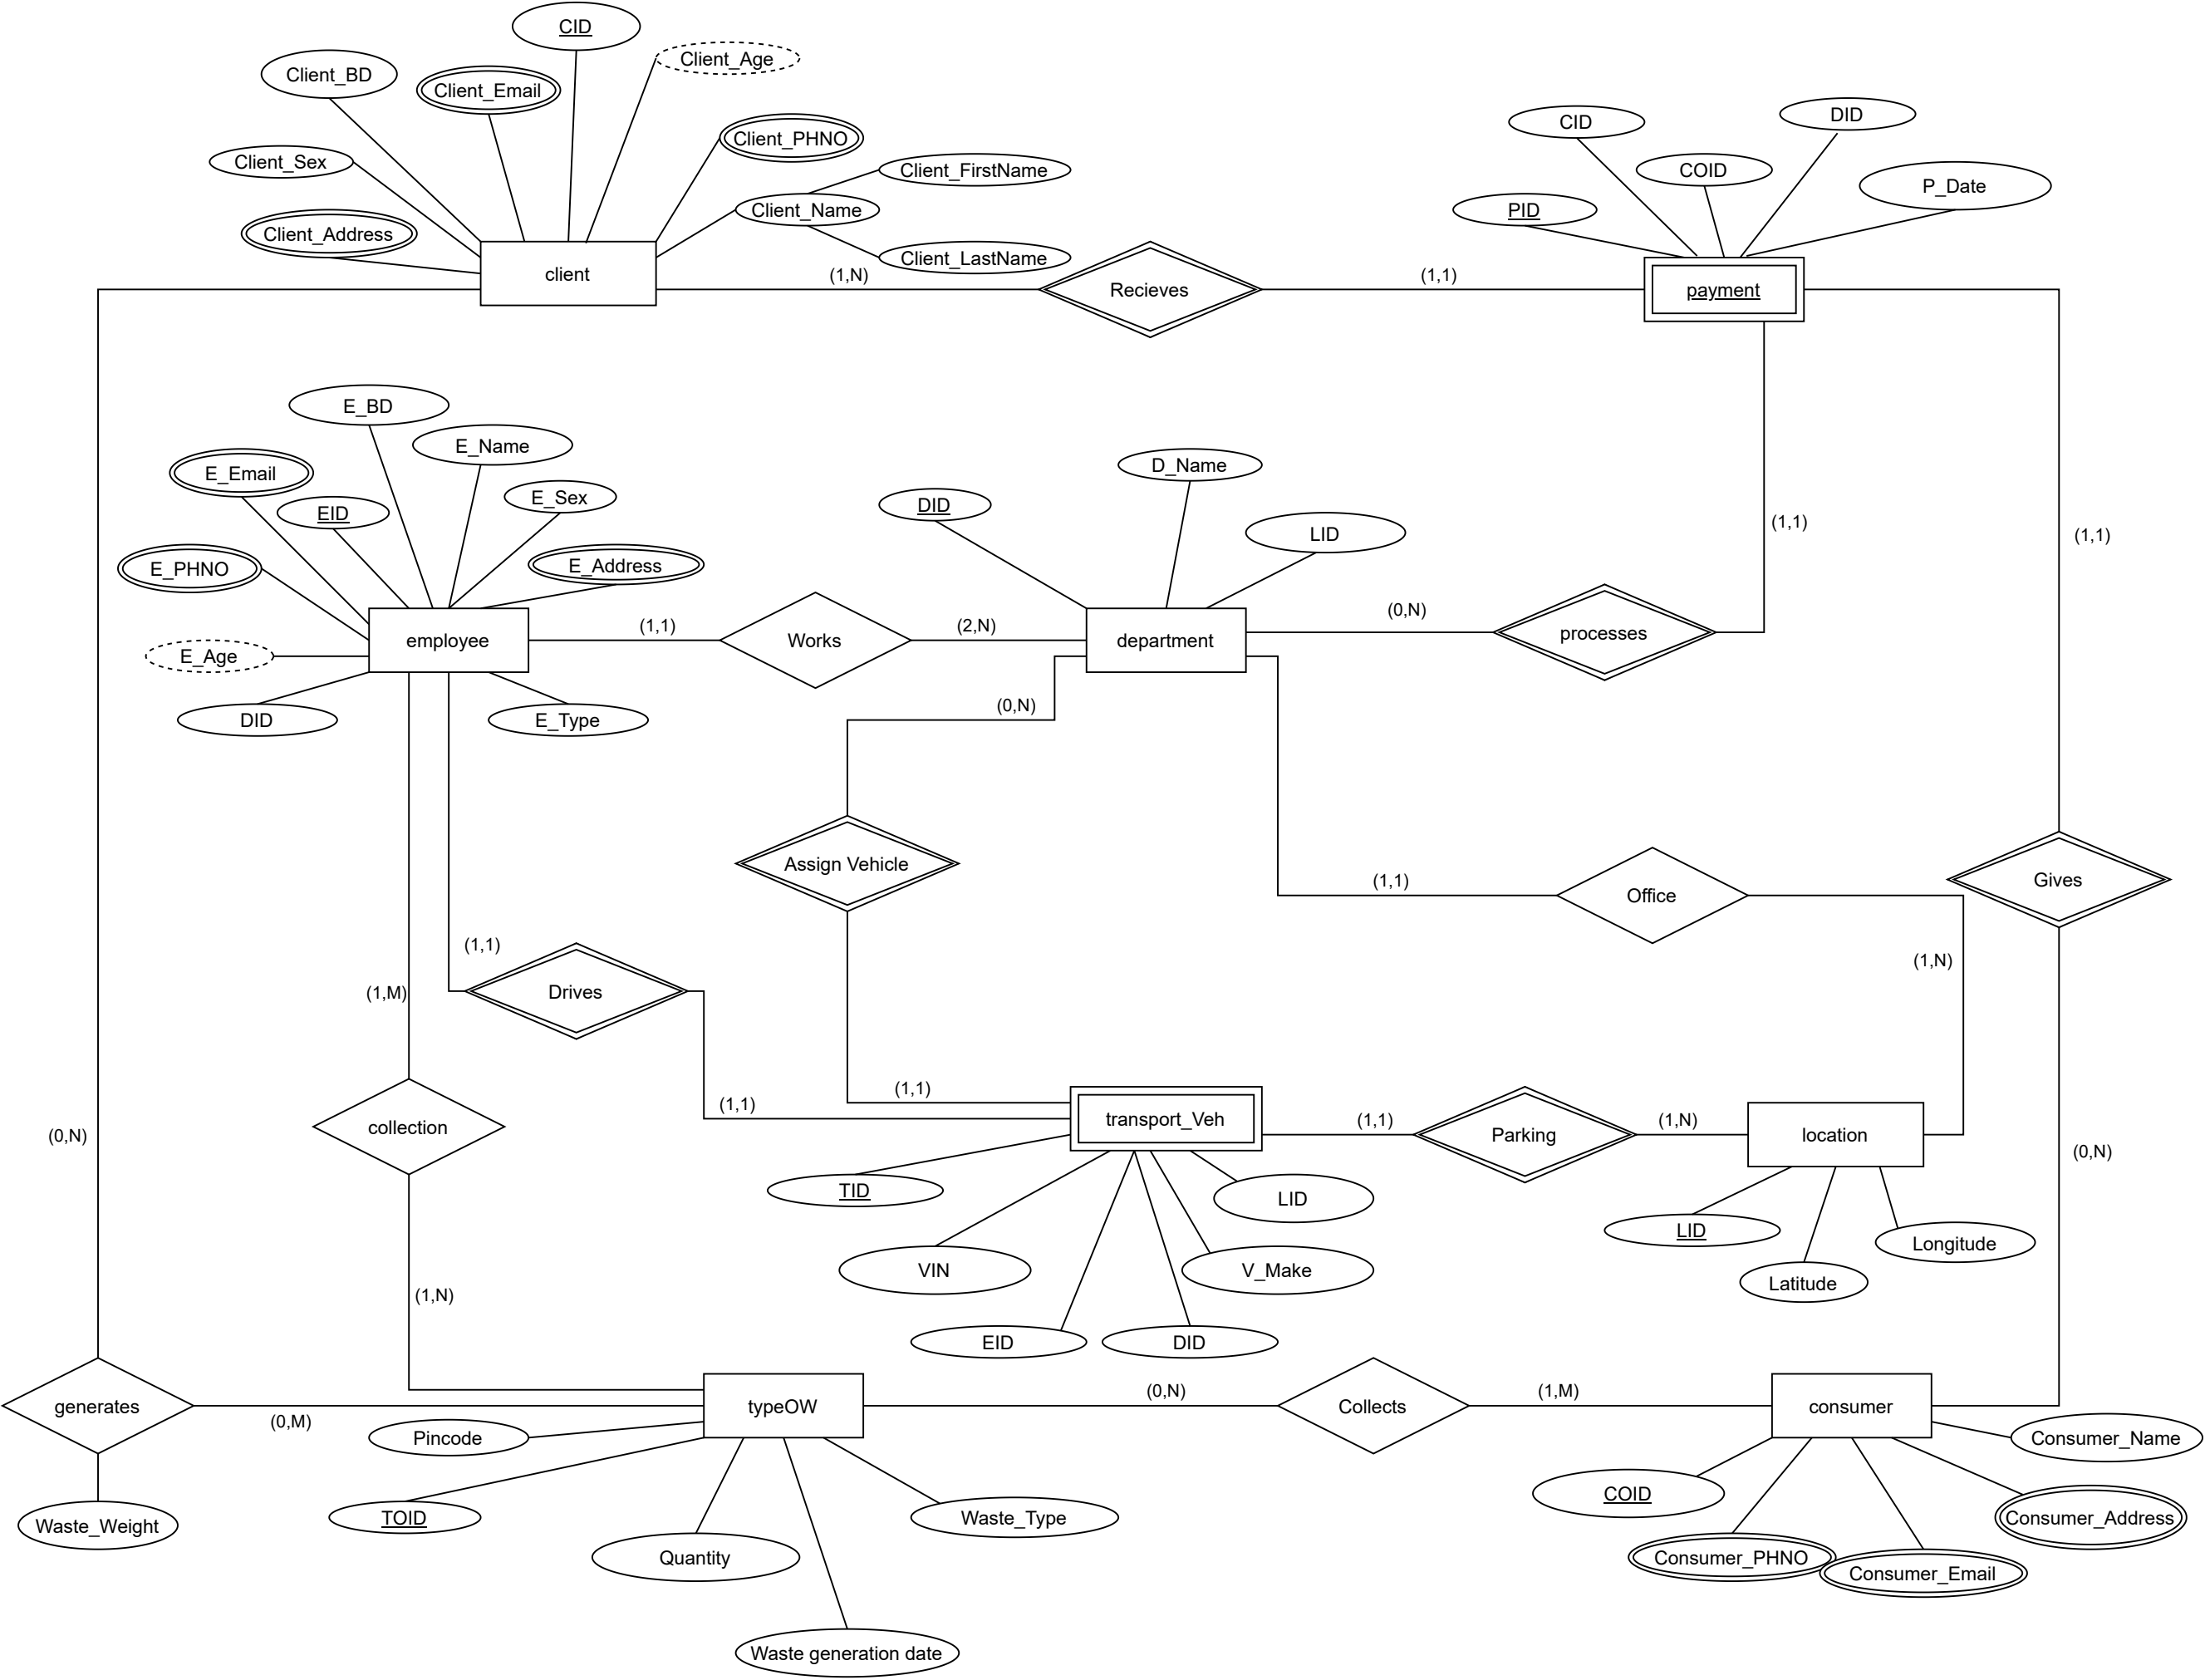 CID
Client_Age
Client_BD
Client_Email
Client_PHNO
Client_Sex
Client_FirstName
Client_Name
Client_Address
Client_LastName
client
(1,N)
Recieves
(1,1)
CID
DID
COID
P_Date
PID
payment
E_BD
E_Name
E_Email
E_Sex
EID
E_PHNO
E_Address
employee
E_Age
DID
E_Type
(1,1)
Works
(2,N)
D_Name
DID
LID
department
(0,N)
processes
(1,1)
(1,1)
(0,N)
Assign Vehicle
(1,1)
Office
Gives
(1,N)
(1,1)
Drives
(1,M)
(1,1)
(1,1)
collection
(0,N)
transport_Veh
(1,1)
Parking
(1,N)
location
(0,N)
TID
LID
VIN
V_Make
EID
DID
LID
Longitude
Latitude
(1,N)
generates
(0,M)
typeOW
(0,N)
Collects
(1,M)
consumer
Pincode
TOID
Waste_Type
Waste_Weight
Quantity
Waste generation date
Consumer_Name
COID
Consumer_Address
Consumer_PHNO
Consumer_Email